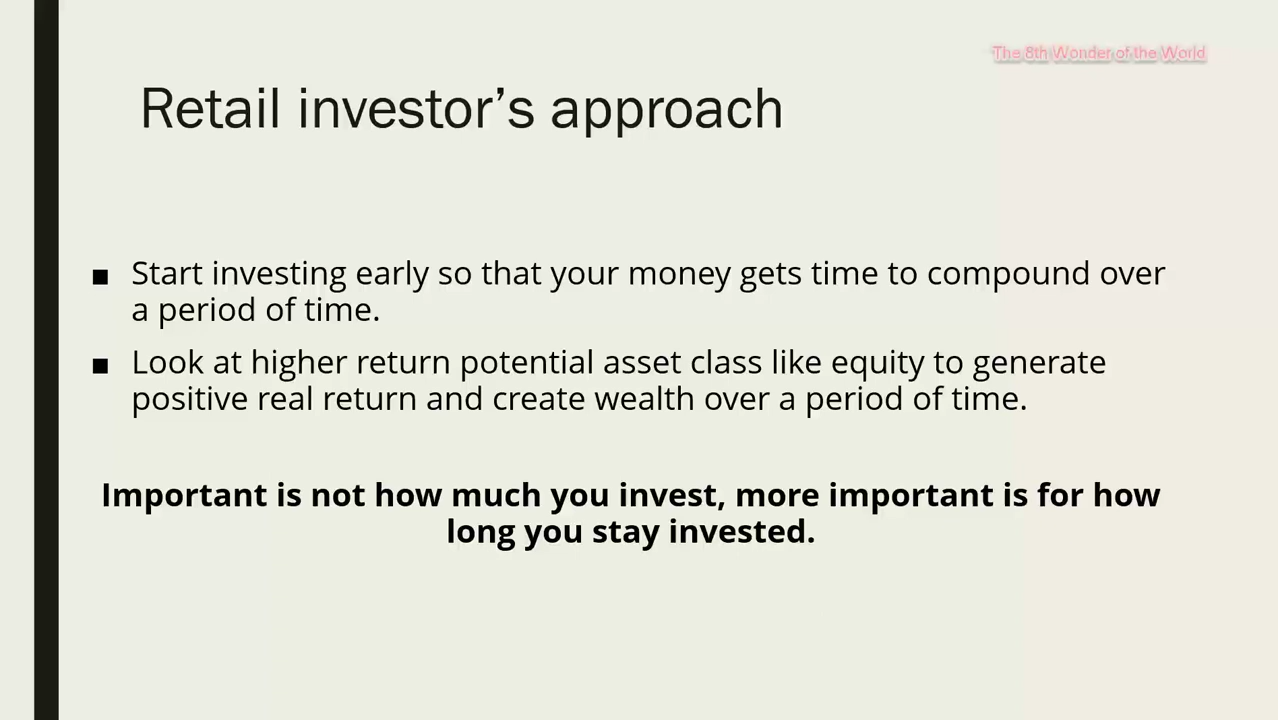 The 8th Wonder of the World
Retail investor’s approach
■ Start investing early so that your money gets time to compound over
a period of time.
■ Look at higher return potential asset class like equity to generate
positive real return and create wealth over a period of time.
Important is not how much you invest, more important is for how
long you stay invested.